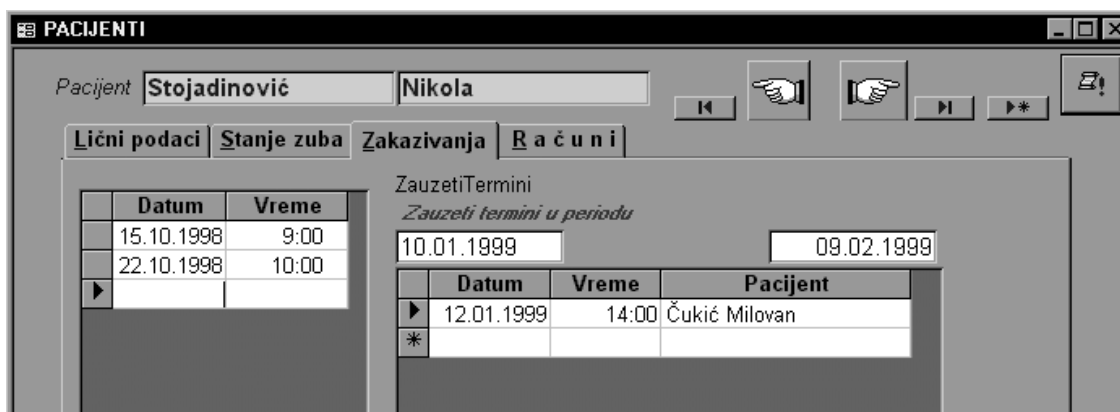 PACIJENTI
Pacijent Stojadinović Nikola
Lični podaci Stanje zuba Zakazivanja R a č u n i
ZauzetiTermini
Zauzeti termini u periodu
10.01.1999 09.02.1999
Datum Vreme
15.10.1998 9:00
22.10.1998 10:00
Datum Vreme Pacijent
12.01.1999 14:00 Čukić Milovan